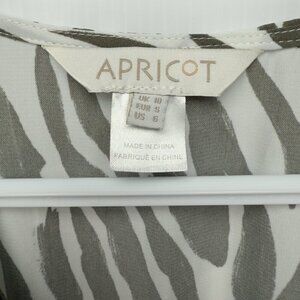 APRICOT
UK 10
EUR S
US 6
MADE IN CHINA
FABRIQUÉ EN CHINE